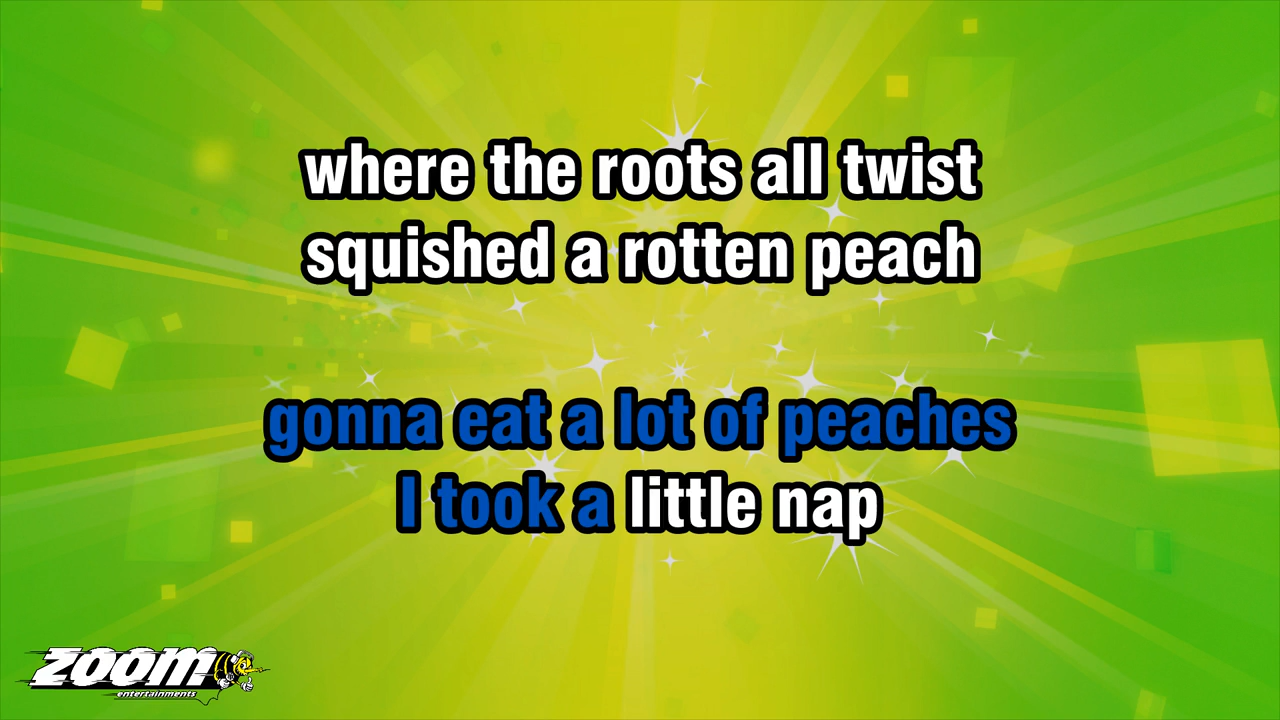 where the roots all twist
squished a rotten peach
gonna eat a lot of peaches
I took a little nap
ZOOM
entertainments